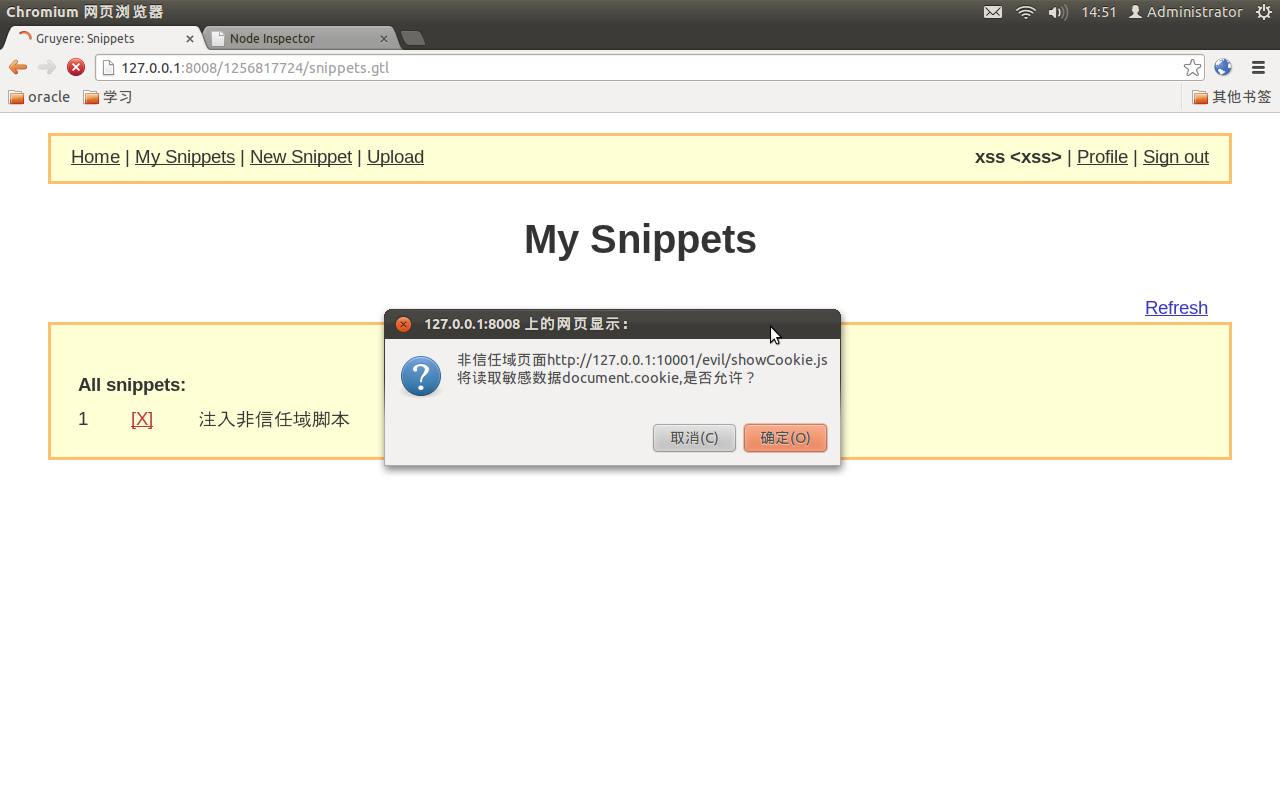 Chromium 网页浏览器 14:51 Administrator
Gruyere: Snippets Node Inspector
127.0.0.1:8008/1256817724/snippets.gtl
oracle 学习 其他书签
Home | My Snippets | New Snippet | Upload xss <xss> | Profile | Sign out
My Snippets
Refresh
127.0.0.1:8008 上的网页显示：
非信任域页面http://127.0.0.1:10001/evil/showCookie.js
将读取敏感数据document.cookie,是否允许？
取消(C) 确定(O)
All snippets:
1 [X] 注入非信任域脚本